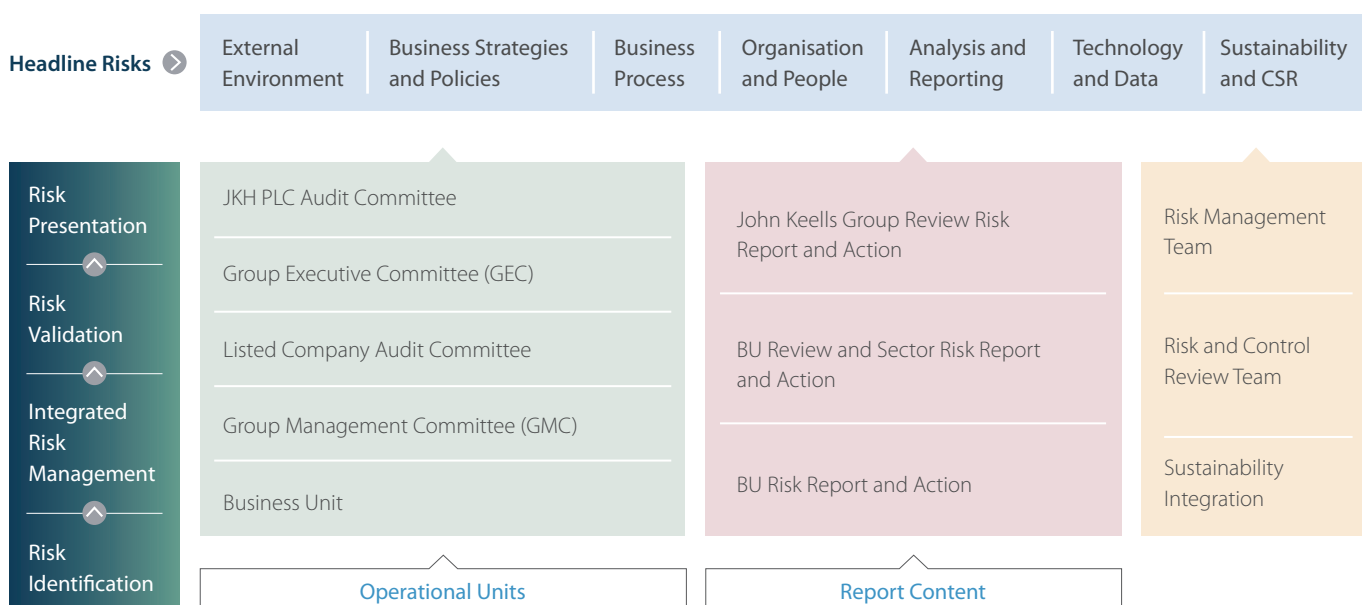 Headline Risks
External
Environment
Business Strategies
and Policies
Business
Process
Organisation
and People
Analysis and
Reporting
Technology
and Data
Sustainability
and CSR
Risk
Presentation
Risk
Validation
Integrated
Risk
Management
Risk
Identification
JKH PLC Audit Committee
Group Executive Committee (GEC)
Listed Company Audit Committee
Group Management Committee (GMC)
Business Unit
Operational Units
John Keells Group Review Risk
Report and Action
BU Review and Sector Risk Report
and Action
BU Risk Report and Action
Report Content
Risk Management
Team
Risk and Control
Review Team
Sustainability
Integration